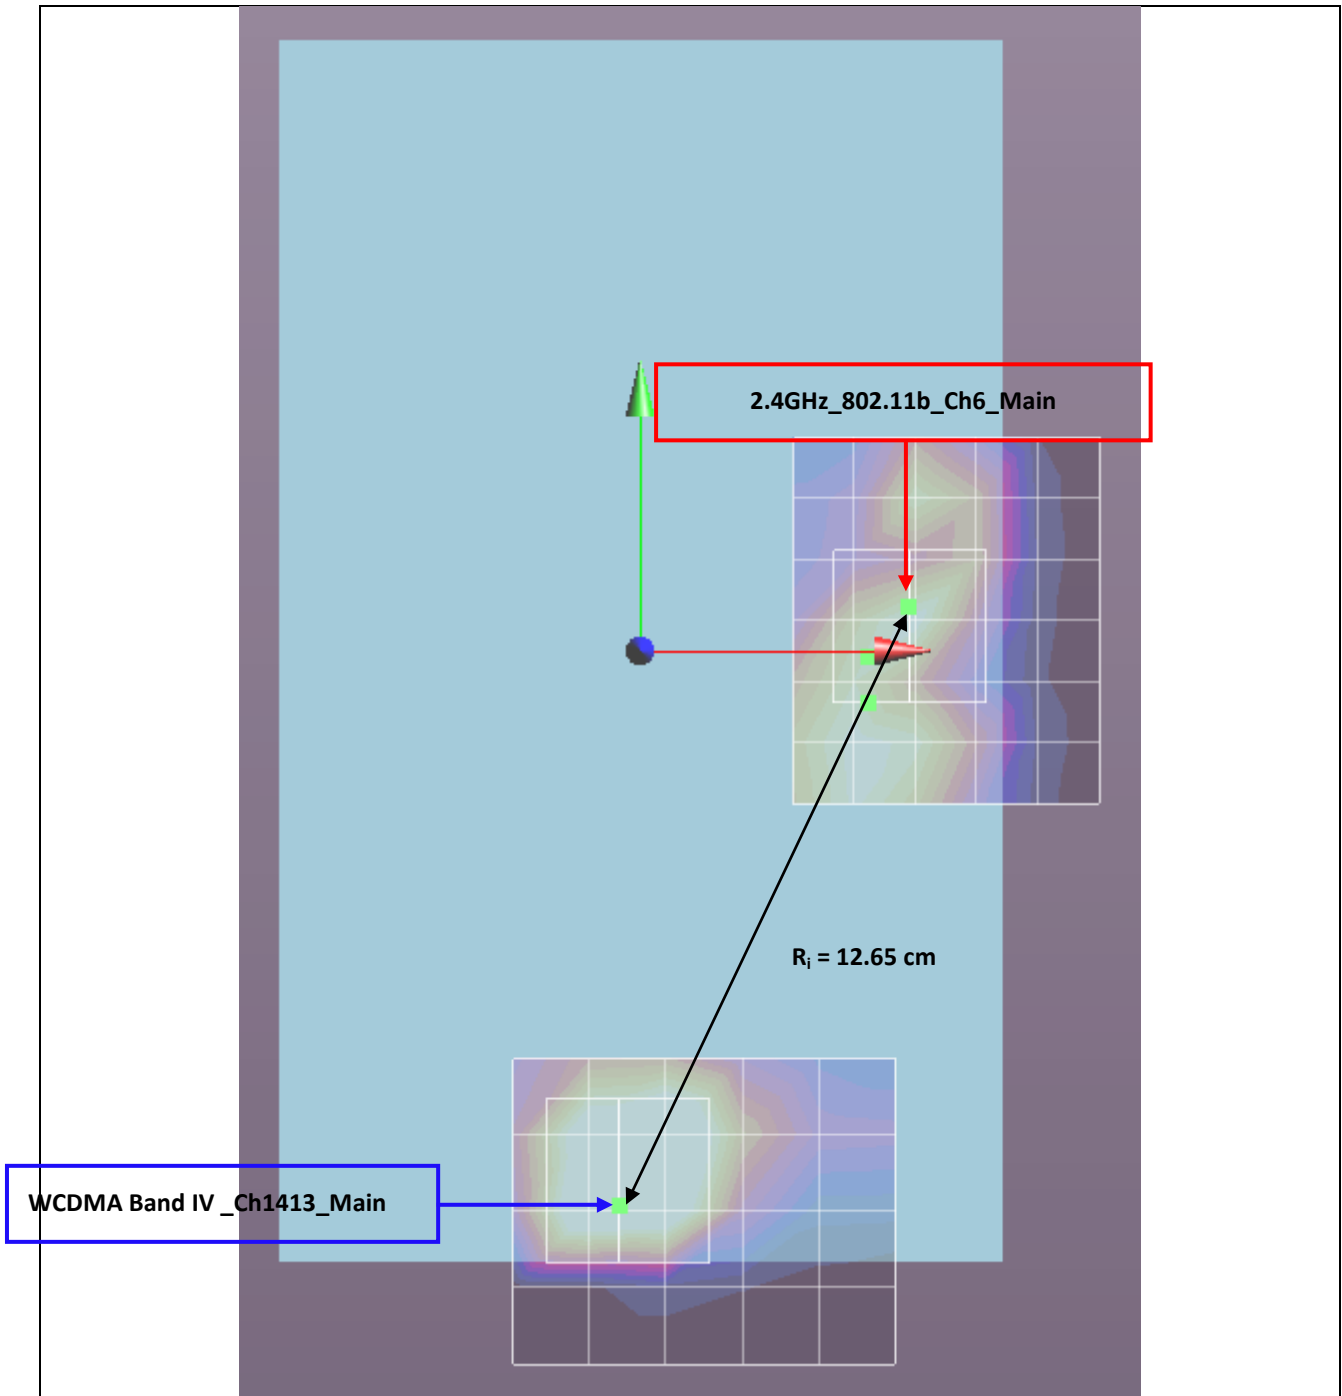 2.4GHz_802.11b_Ch6_Main
Rᵢ = 12.65 cm
WCDMA Band IV _Ch1413_Main